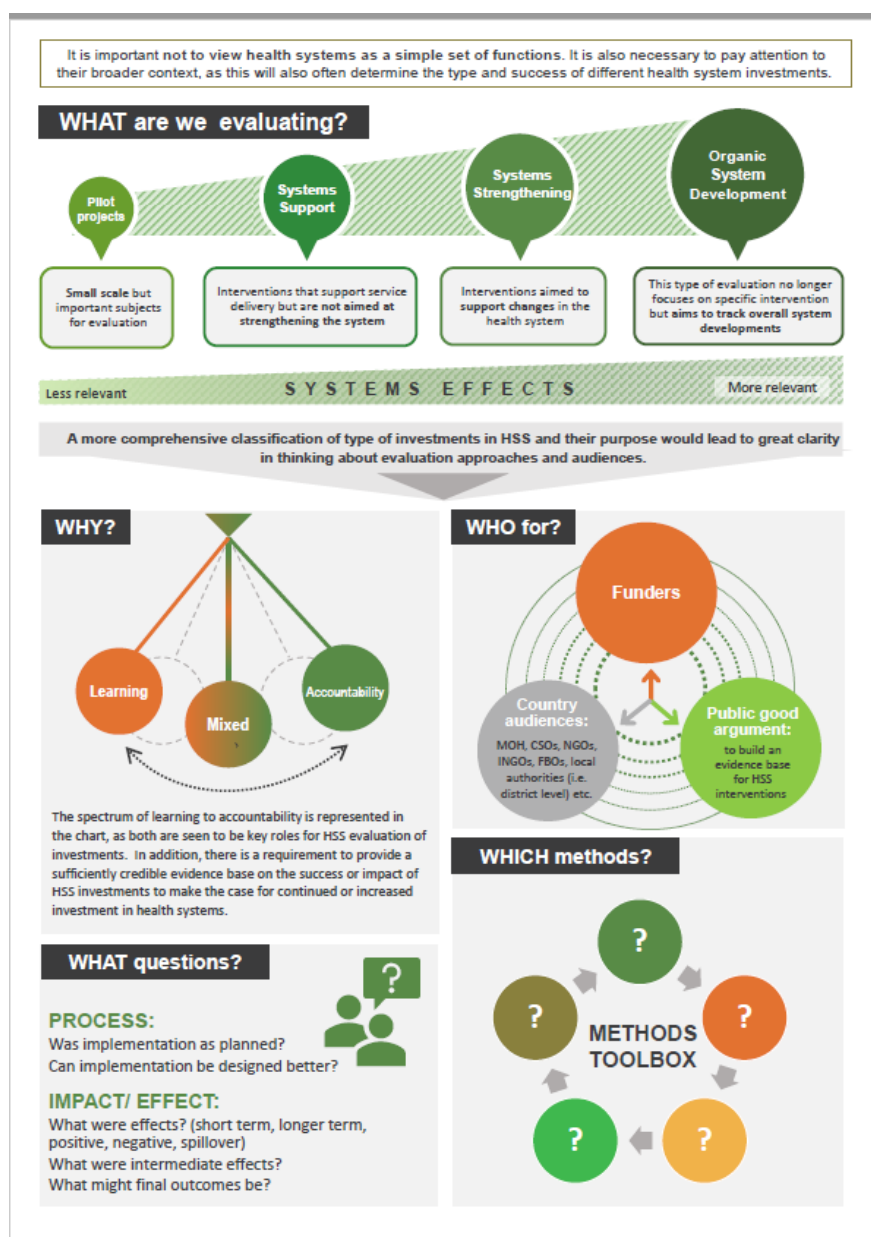 It is important not to view health systems as a simple set of functions. It is also necessary to pay attention to
their broader context, as this will also often determine the type and success of different health system investments.
WHAT are we evaluating?
Pilot
projects
Systems
Support
Systems
Strengthening
Organic
System
Development
Small scale but
important subjects
for evaluation
Interventions that support service
delivery but are not aimed at
strengthening the system
Interventions aimed to
support changes in the
health system
This type of evaluation no longer
focuses on specific intervention
but aims to track overall system
developments
Less relevant
SYSTEMS EFFECTS
More relevant
A more comprehensive classification of type of investments in HSS and their purpose would lead to great clarity
in thinking about evaluation approaches and audiences.
WHY?
Learning
Mixed
Accountability
The spectrum of learning to accountability is represented in
the chart, as both are seen to be key roles for HSS evaluation of
investments. In addition, there is a requirement to provide a
sufficiently credible evidence base on the success or impact of
HSS investments to make the case for continued or increased
investment in health systems.
WHO for?
Funders
Country
audiences:
MOH, CSOs, NGOs,
INGOs, FBOs, local
authorities (i.e.
district level) etc.
Public good
argument:
to build an
evidence base
for HSS
interventions
WHAT questions?
?
PROCESS:
Was implementation as planned?
Can implementation be designed better?
IMPACT/ EFFECT:
What were effects? (short term, longer term,
positive, negative, spillover)
What were intermediate effects?
What might final outcomes be?
WHICH methods?
?
?
?
METHODS
TOOLBOX
?
?